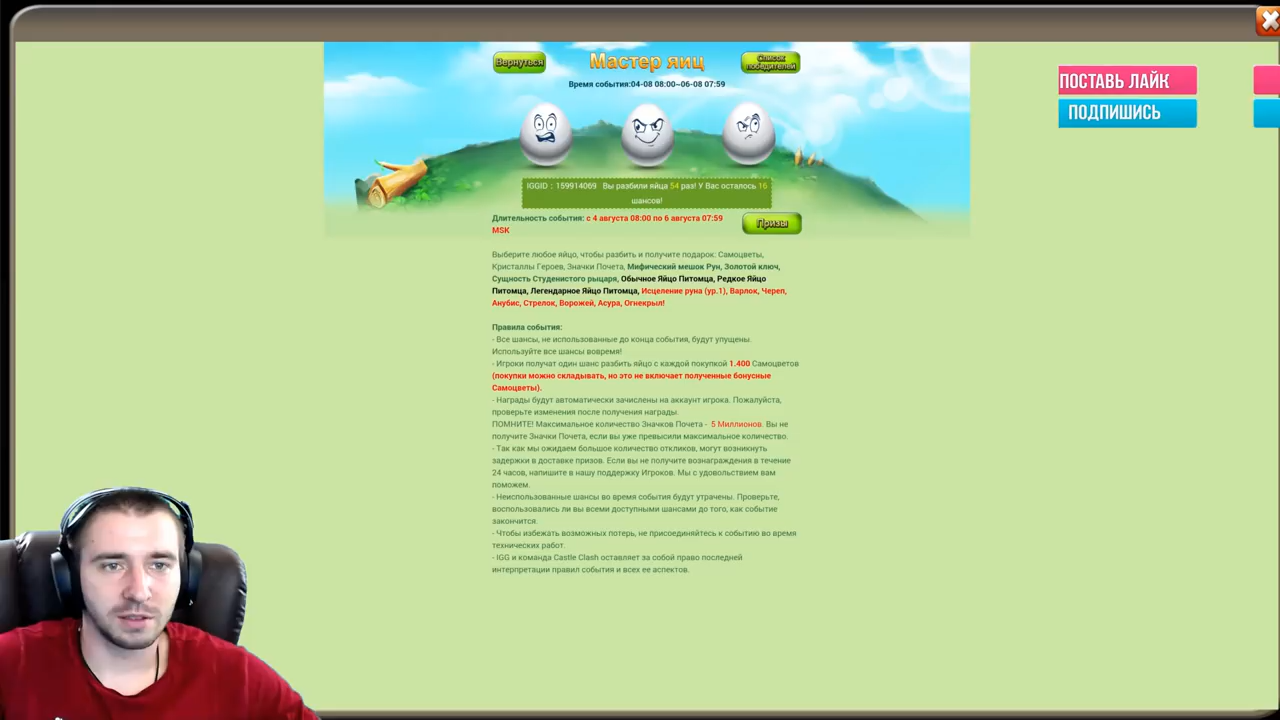 Вернуться
Мастер яиц
Список
победителей
Время события:04-08 08:00~06-08 07:59
ПОСТАВЬ ЛАЙК
ПОДПИШИСЬ
IGGID : 159914069 Вы разбили яйца 54 раз! У Вас осталось 16
шансов!
Длительность события: с 4 августа 08:00 по 6 августа 07:59
MSK
Призы
Выберите любое яйцо, чтобы разбить и получите подарок: Самоцветы,
Кристаллы Героев, Значки Почета, Мифический мешок Рун, Золотой ключ,
Сущность Студенистого рыцаря, Обычное Яйцо Питомца, Редкое Яйцо
Питомца, Легендарное Яйцо Питомца, Исцеление руна (ур.1), Варлок, Череп,
Анубис, Стрелок, Ворожей, Асура, Огнекрыл!
Правила события:
- Все шансы, не использованные до конца события, будут упущены.
Используйте все шансы вовремя!
- Игроки получат один шанс разбить яйцо с каждой покупкой 1.400 Самоцветов
(покупки можно складывать, но это не включает полученные бонусные
Самоцветы).
- Награды будут автоматически зачислены на аккаунт игрока. Пожалуйста,
проверьте изменения после получения награды.
ПОМНИТЕ! Максимальное количество Значков Почета - 5 Миллионов. Вы не
получите Значки Почета, если вы уже превысили максимальное количество.
- Так как мы ожидаем большое количество откликов, могут возникнуть
задержки в доставке призов. Если вы не получите вознаграждения в течение
24 часов, напишите в нашу поддержку Игроков. Мы с удовольствием вам
поможем.
- Неиспользованные шансы во время события будут утрачены. Проверьте,
воспользовались ли вы всеми доступными шансами до того, как событие
закончится.
- Чтобы избежать возможных потерь, не присоединяйтесь к событию во время
технических работ.
- IGG и команда Castle Clash оставляет за собой право последней
интерпретации правил события и всех ее аспектов.